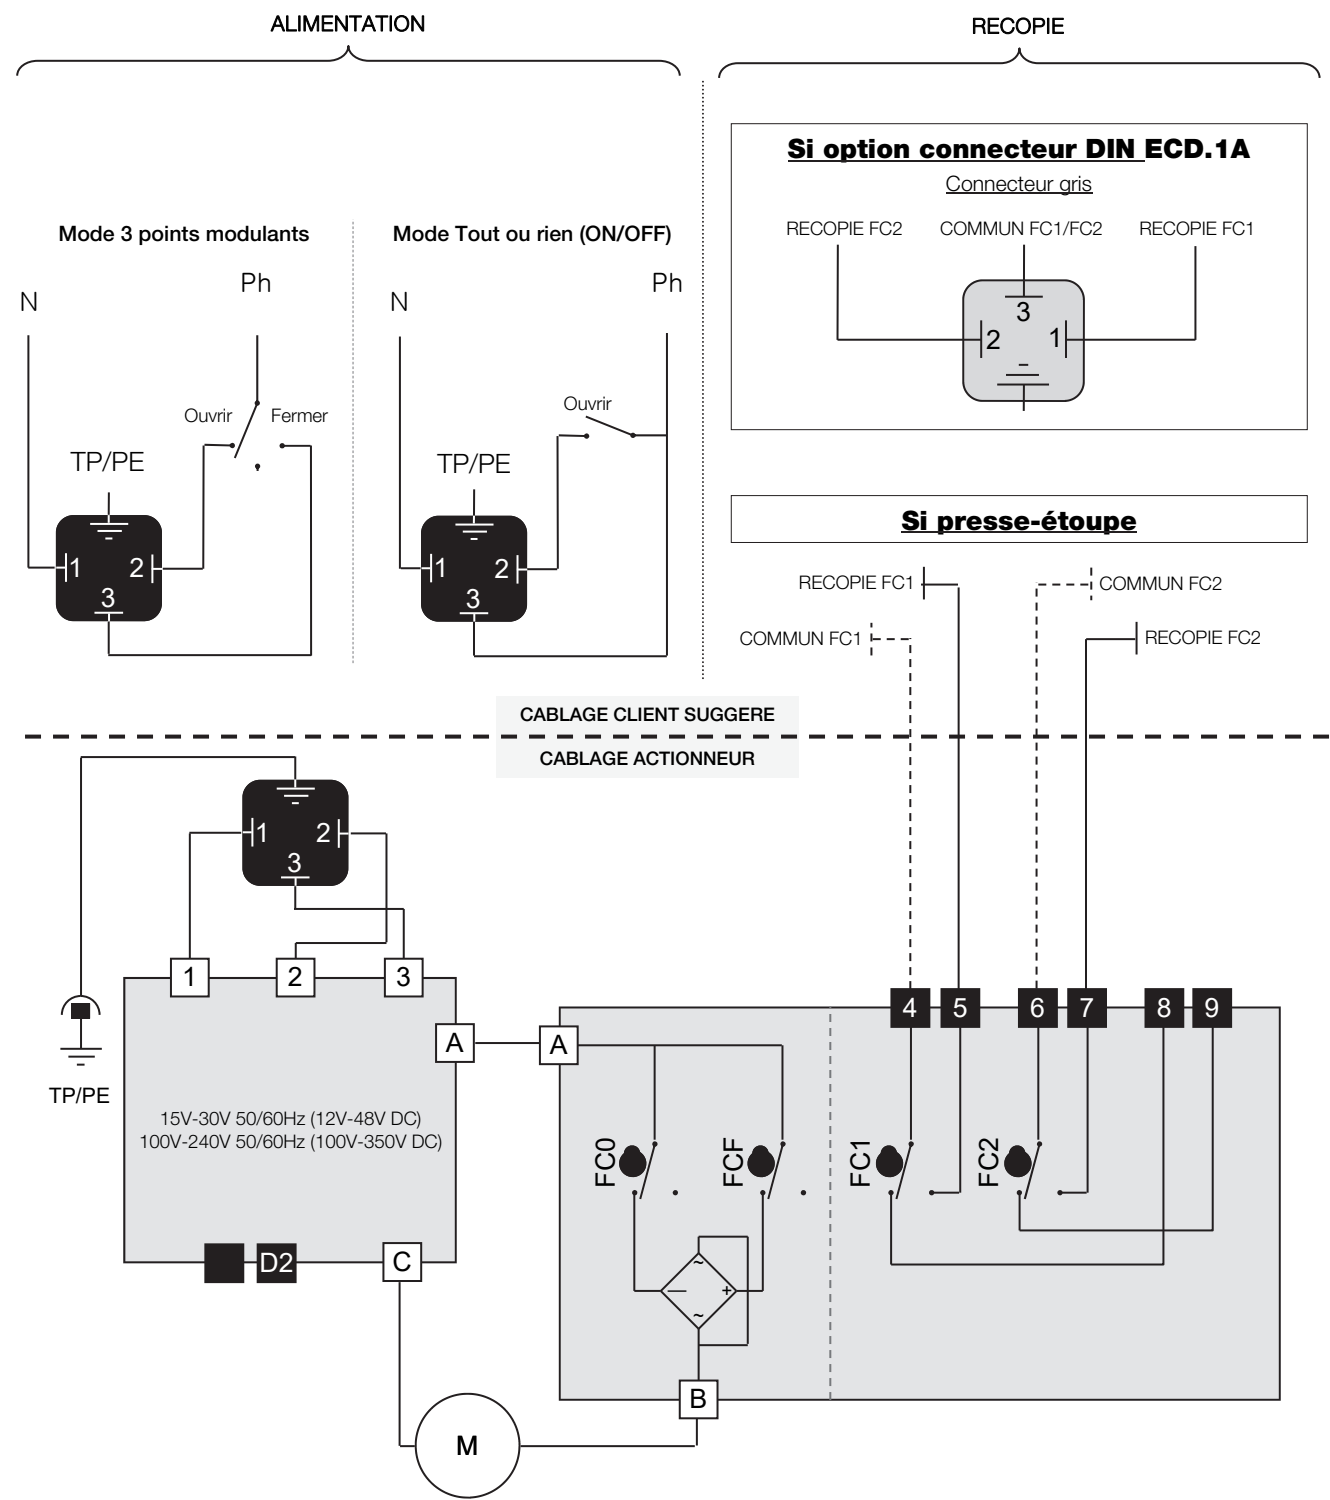 ALIMENTATION
RECOPIE
Si option connecteur DIN ECD.1A
Connecteur gris
RECOPIE FC2
COMMUN FC1/FC2
RECOPIE FC1
3
2
1
Mode 3 points modulants
Mode Tout ou rien (ON/OFF)
N
Ph
N
Ph
Ouvrir
Fermer
Ouvrir
TP/PE
TP/PE
1
2
3
1
2
3
Si presse-étoupe
RECOPIE FC1
COMMUN FC2
COMMUN FC1
RECOPIE FC2
CABLAGE CLIENT SUGGERE
CABLAGE ACTIONNEUR
1
2
3
1
2
3
TP/PE
A
A
4
5
6
7
8
9
15V-30V 50/60Hz (12V-48V DC)
100V-240V 50/60Hz (100V-350V DC)
FC0
FCF
FC1
FC2
D2
C
~
—
+
~
B
M